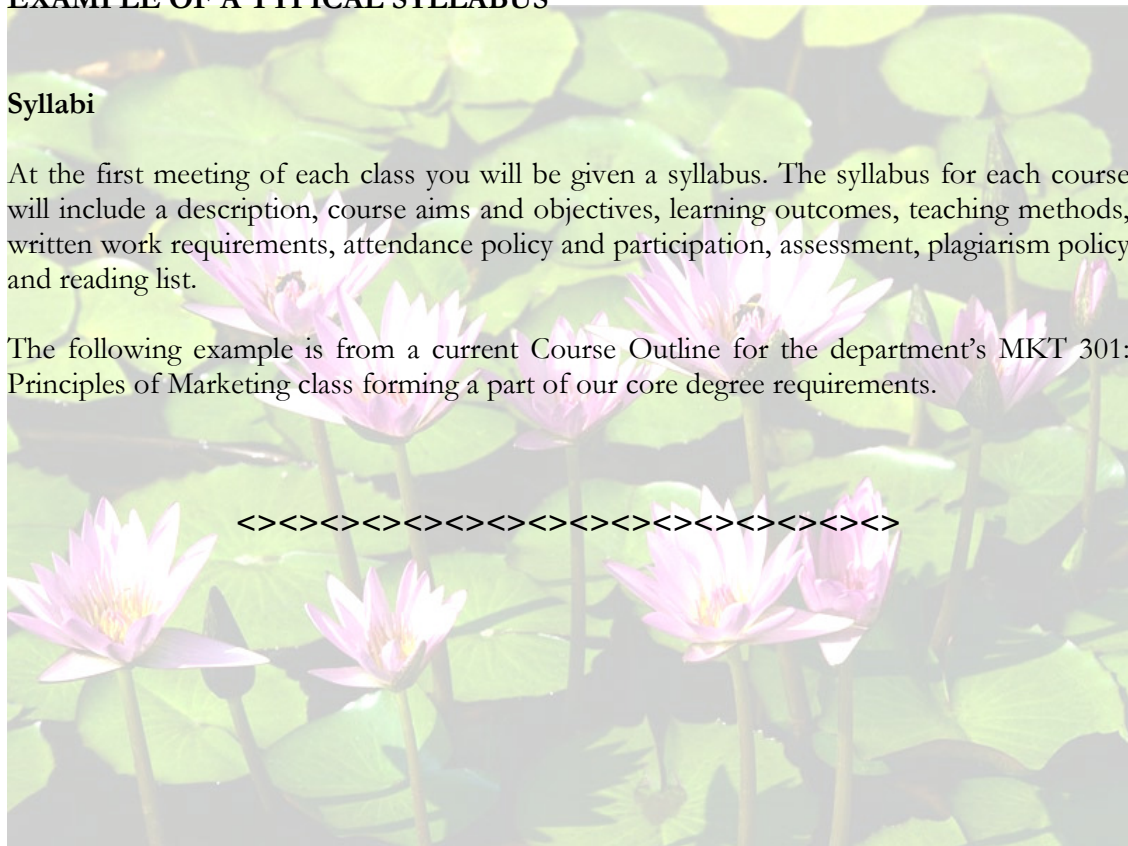 EXAMPLE OF A TYPICAL SYLLABUS
Syllabi
At the first meeting of each class you will be given a syllabus. The syllabus for each course
will include a description, course aims and objectives, learning outcomes, teaching methods,
written work requirements, attendance policy and participation, assessment, plagiarism policy
and reading list.
The following example is from a current Course Outline for the department’s MKT 301:
Principles of Marketing class forming a part of our core degree requirements.
<><><><><><><><><><><><><><><><>